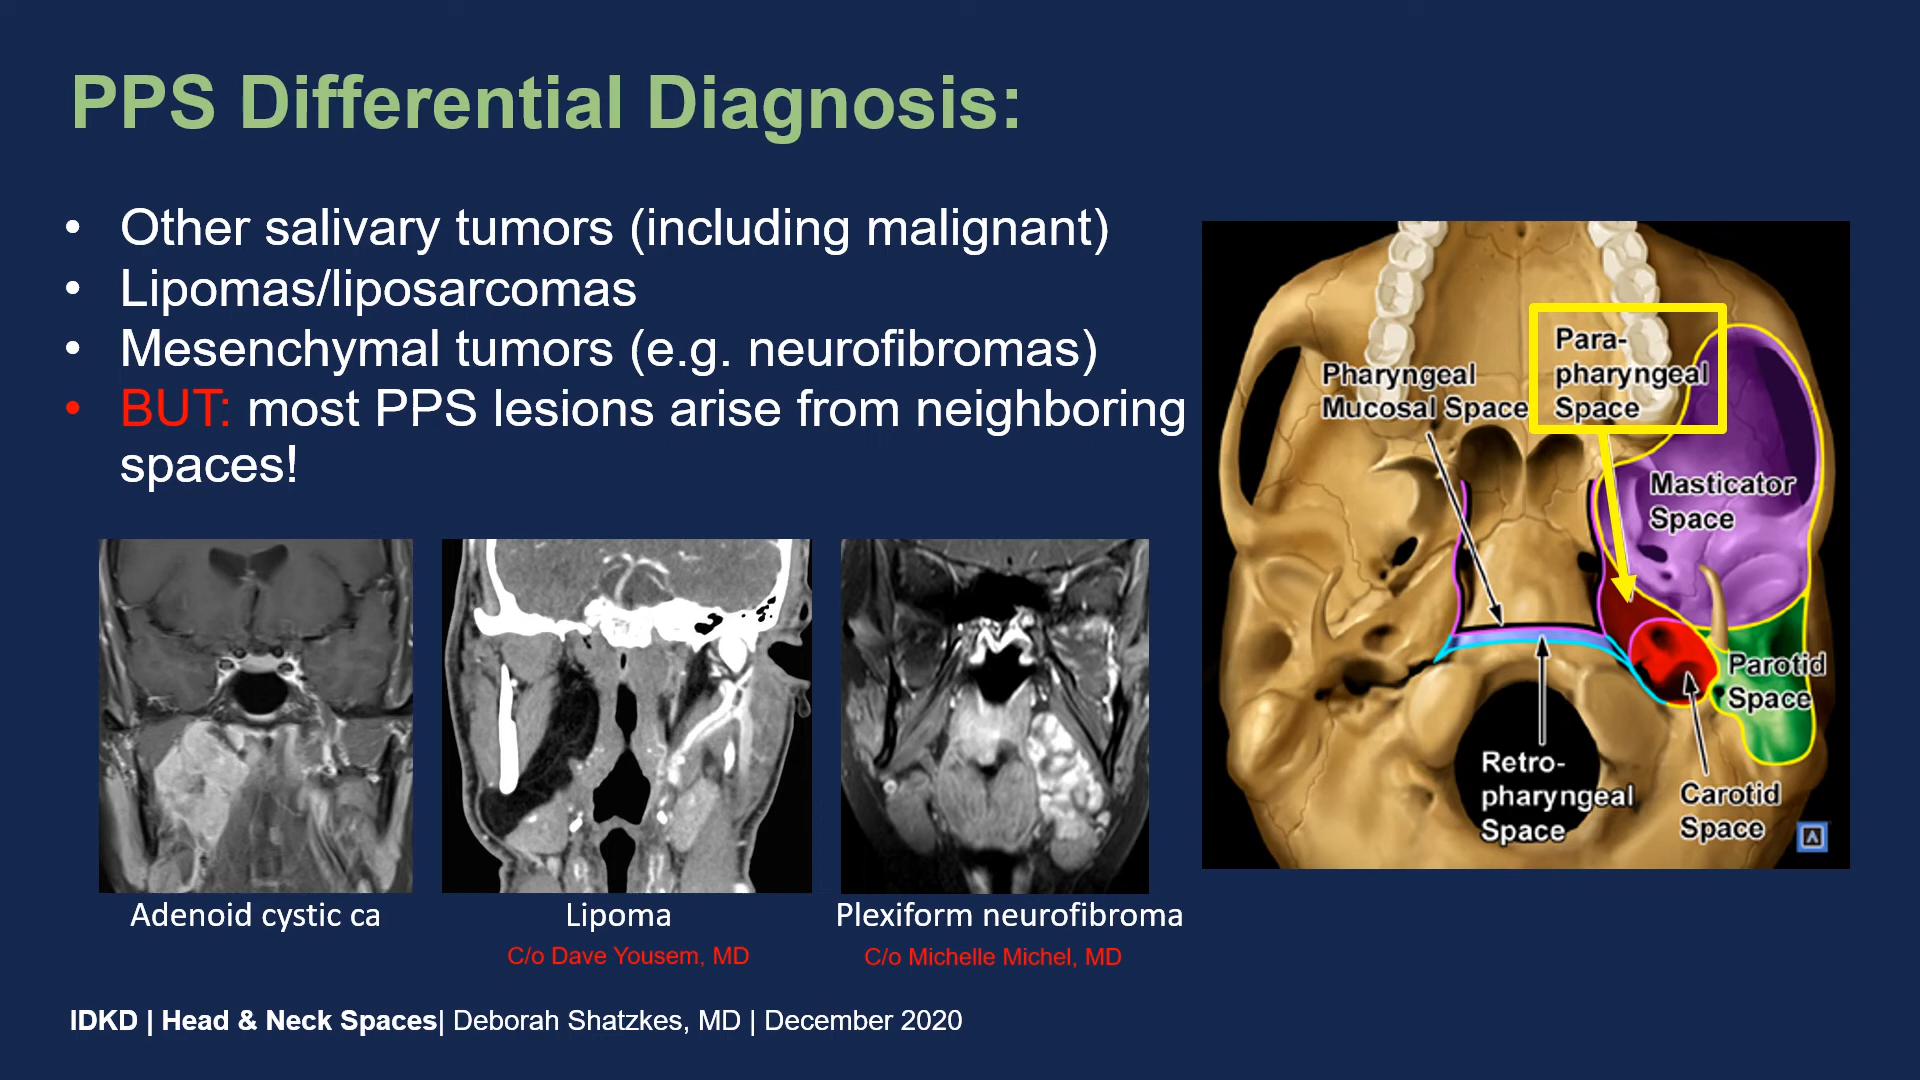 PPS Differential Diagnosis:
• Other salivary tumors (including malignant)
• Lipomas/liposarcomas
• Mesenchymal tumors (e.g. neurofibromas)
• BUT: most PPS lesions arise from neighboring
spaces!
Para-
pharyngeal
Space
Pharyngeal
Mucosal Space
Masticator
Space
Parotid
Space
Retro-
pharyngeal
Space
Carotid
Space
A
Adenoid cystic ca
Lipoma
C/o Dave Yousem, MD
Plexiform neurofibroma
C/o Michelle Michel, MD
IDKD | Head & Neck Spaces| Deborah Shatzkes, MD | December 2020